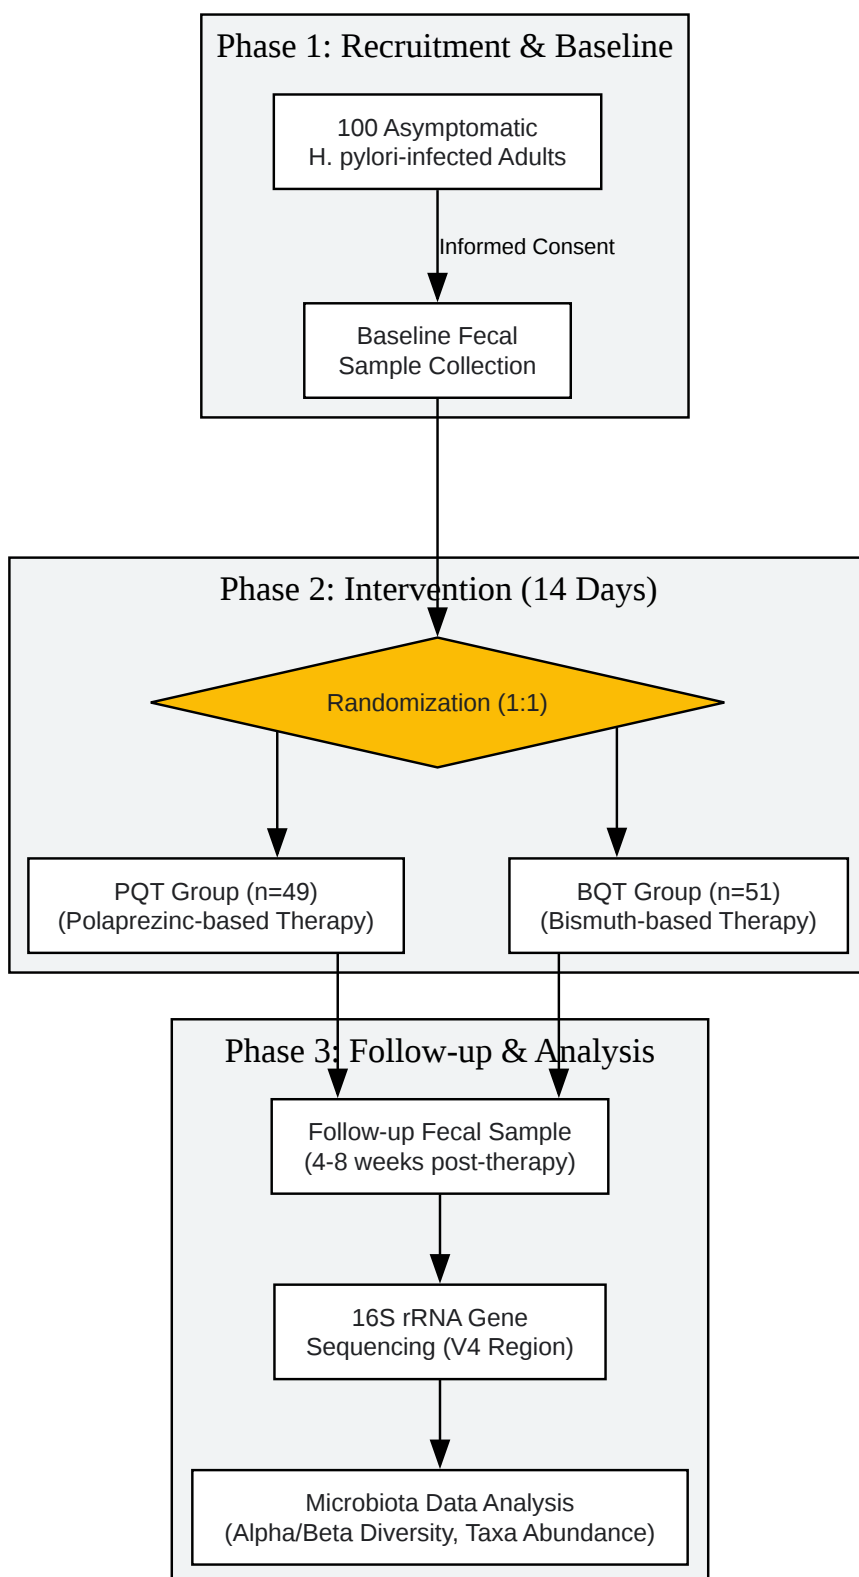 Phase 1: Recruitment & Baseline
100 Asymptomatic
H. pylori-infected Adults
Informed Consent
Baseline Fecal
Sample Collection
Phase 2: Intervention (14 Days)
Randomization (1:1)
PQT Group (n=49)
(Polaprezinc-based Therapy)
BQT Group (n=51)
(Bismuth-based Therapy)
Phase 3: Follow-up & Analysis
Follow-up Fecal Sample
(4-8 weeks post-therapy)
16S rRNA Gene
Sequencing (V4 Region)
Microbiota Data Analysis
(Alpha/Beta Diversity, Taxa Abundance)